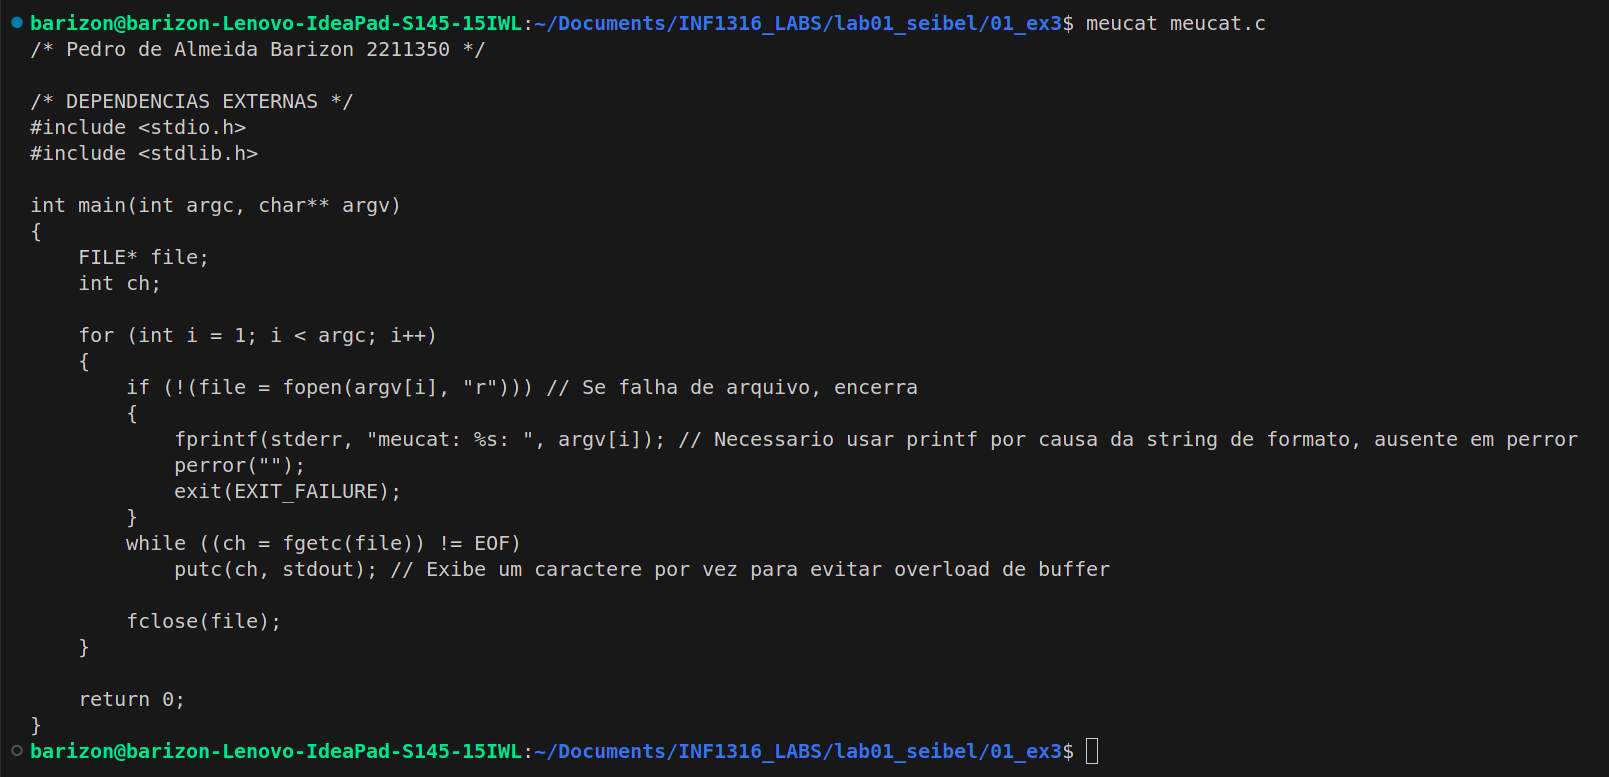 barizon@barizon-Lenovo-IdeaPad-S145-15IWL:~/Documents/INF1316_LABS/lab01_seibel/01_ex3$ meucat meucat.c
/* Pedro de Almeida Barizon 2211350 */

/* DEPENDENCIAS EXTERNAS */
#include <stdio.h>
#include <stdlib.h>

int main(int argc, char** argv)
{
    FILE* file;
    int ch;

    for (int i = 1; i < argc; i++)
    {
        if (!(file = fopen(argv[i], "r"))) // Se falha de arquivo, encerra
        {
            fprintf(stderr, "meucat: %s: ", argv[i]); // Necessario usar printf por causa da string de formato, ausente em perror
            perror("");
            exit(EXIT_FAILURE);
        }
        while ((ch = fgetc(file)) != EOF)
            putc(ch, stdout); // Exibe um caractere por vez para evitar overload de buffer

        fclose(file);
    }

    return 0;
}
barizon@barizon-Lenovo-IdeaPad-S145-15IWL:~/Documents/INF1316_LABS/lab01_seibel/01_ex3$